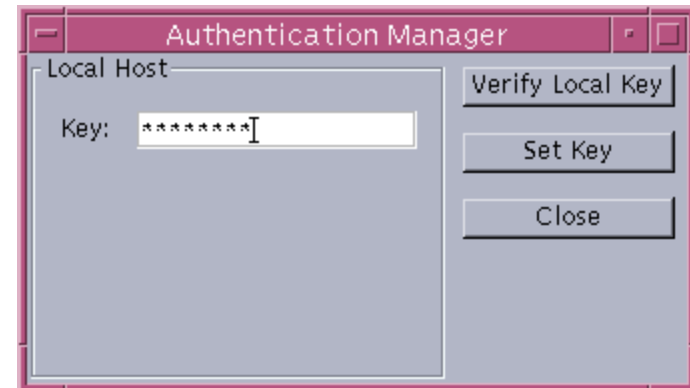 Authentication Manager
Local Host
Key: ********
Verify Local Key
Set Key
Close